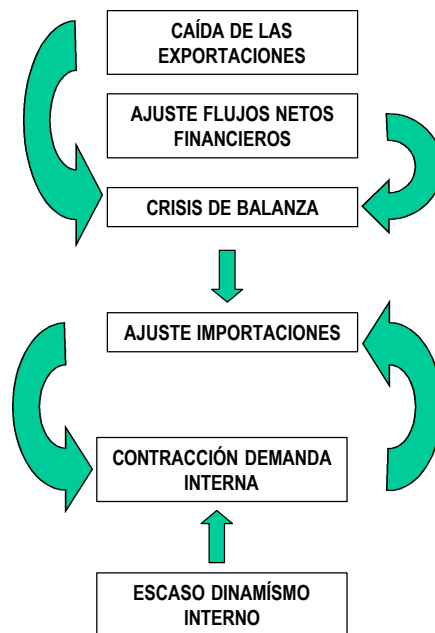 CAÍDA DE LAS
EXPORTACIONES
AJUSTE FLUJOS NETOS
FINANCIEROS
CRISIS DE BALANZA
AJUSTE IMPORTACIONES
CONTRACCIÓN DEMANDA
INTERNA
ESCASO DINAMÍSMO
INTERNO